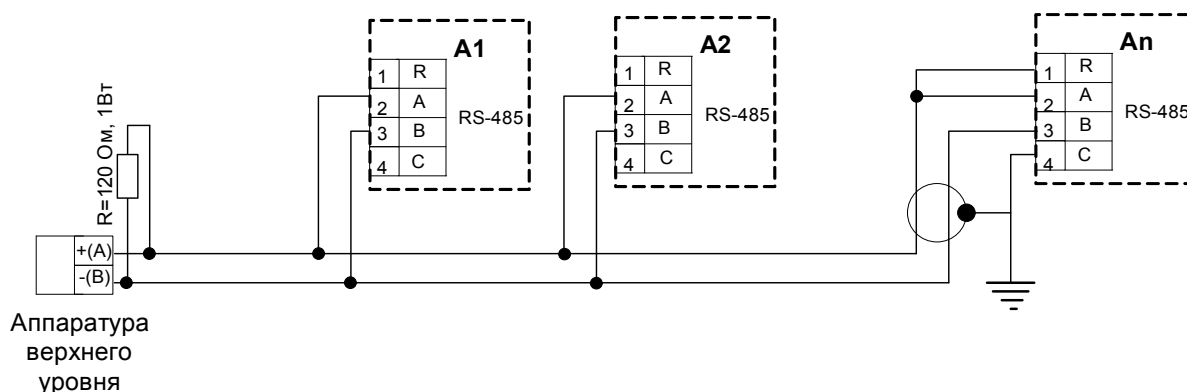 R=120 Ом, 1Вт
+(A)
-(B)
Аппаратура
верхнего
уровня
A1
1 R
2 A
3 B
4 C
RS-485
A2
1 R
2 A
3 B
4 C
RS-485
An
1 R
2 A
3 B
4 C
RS-485